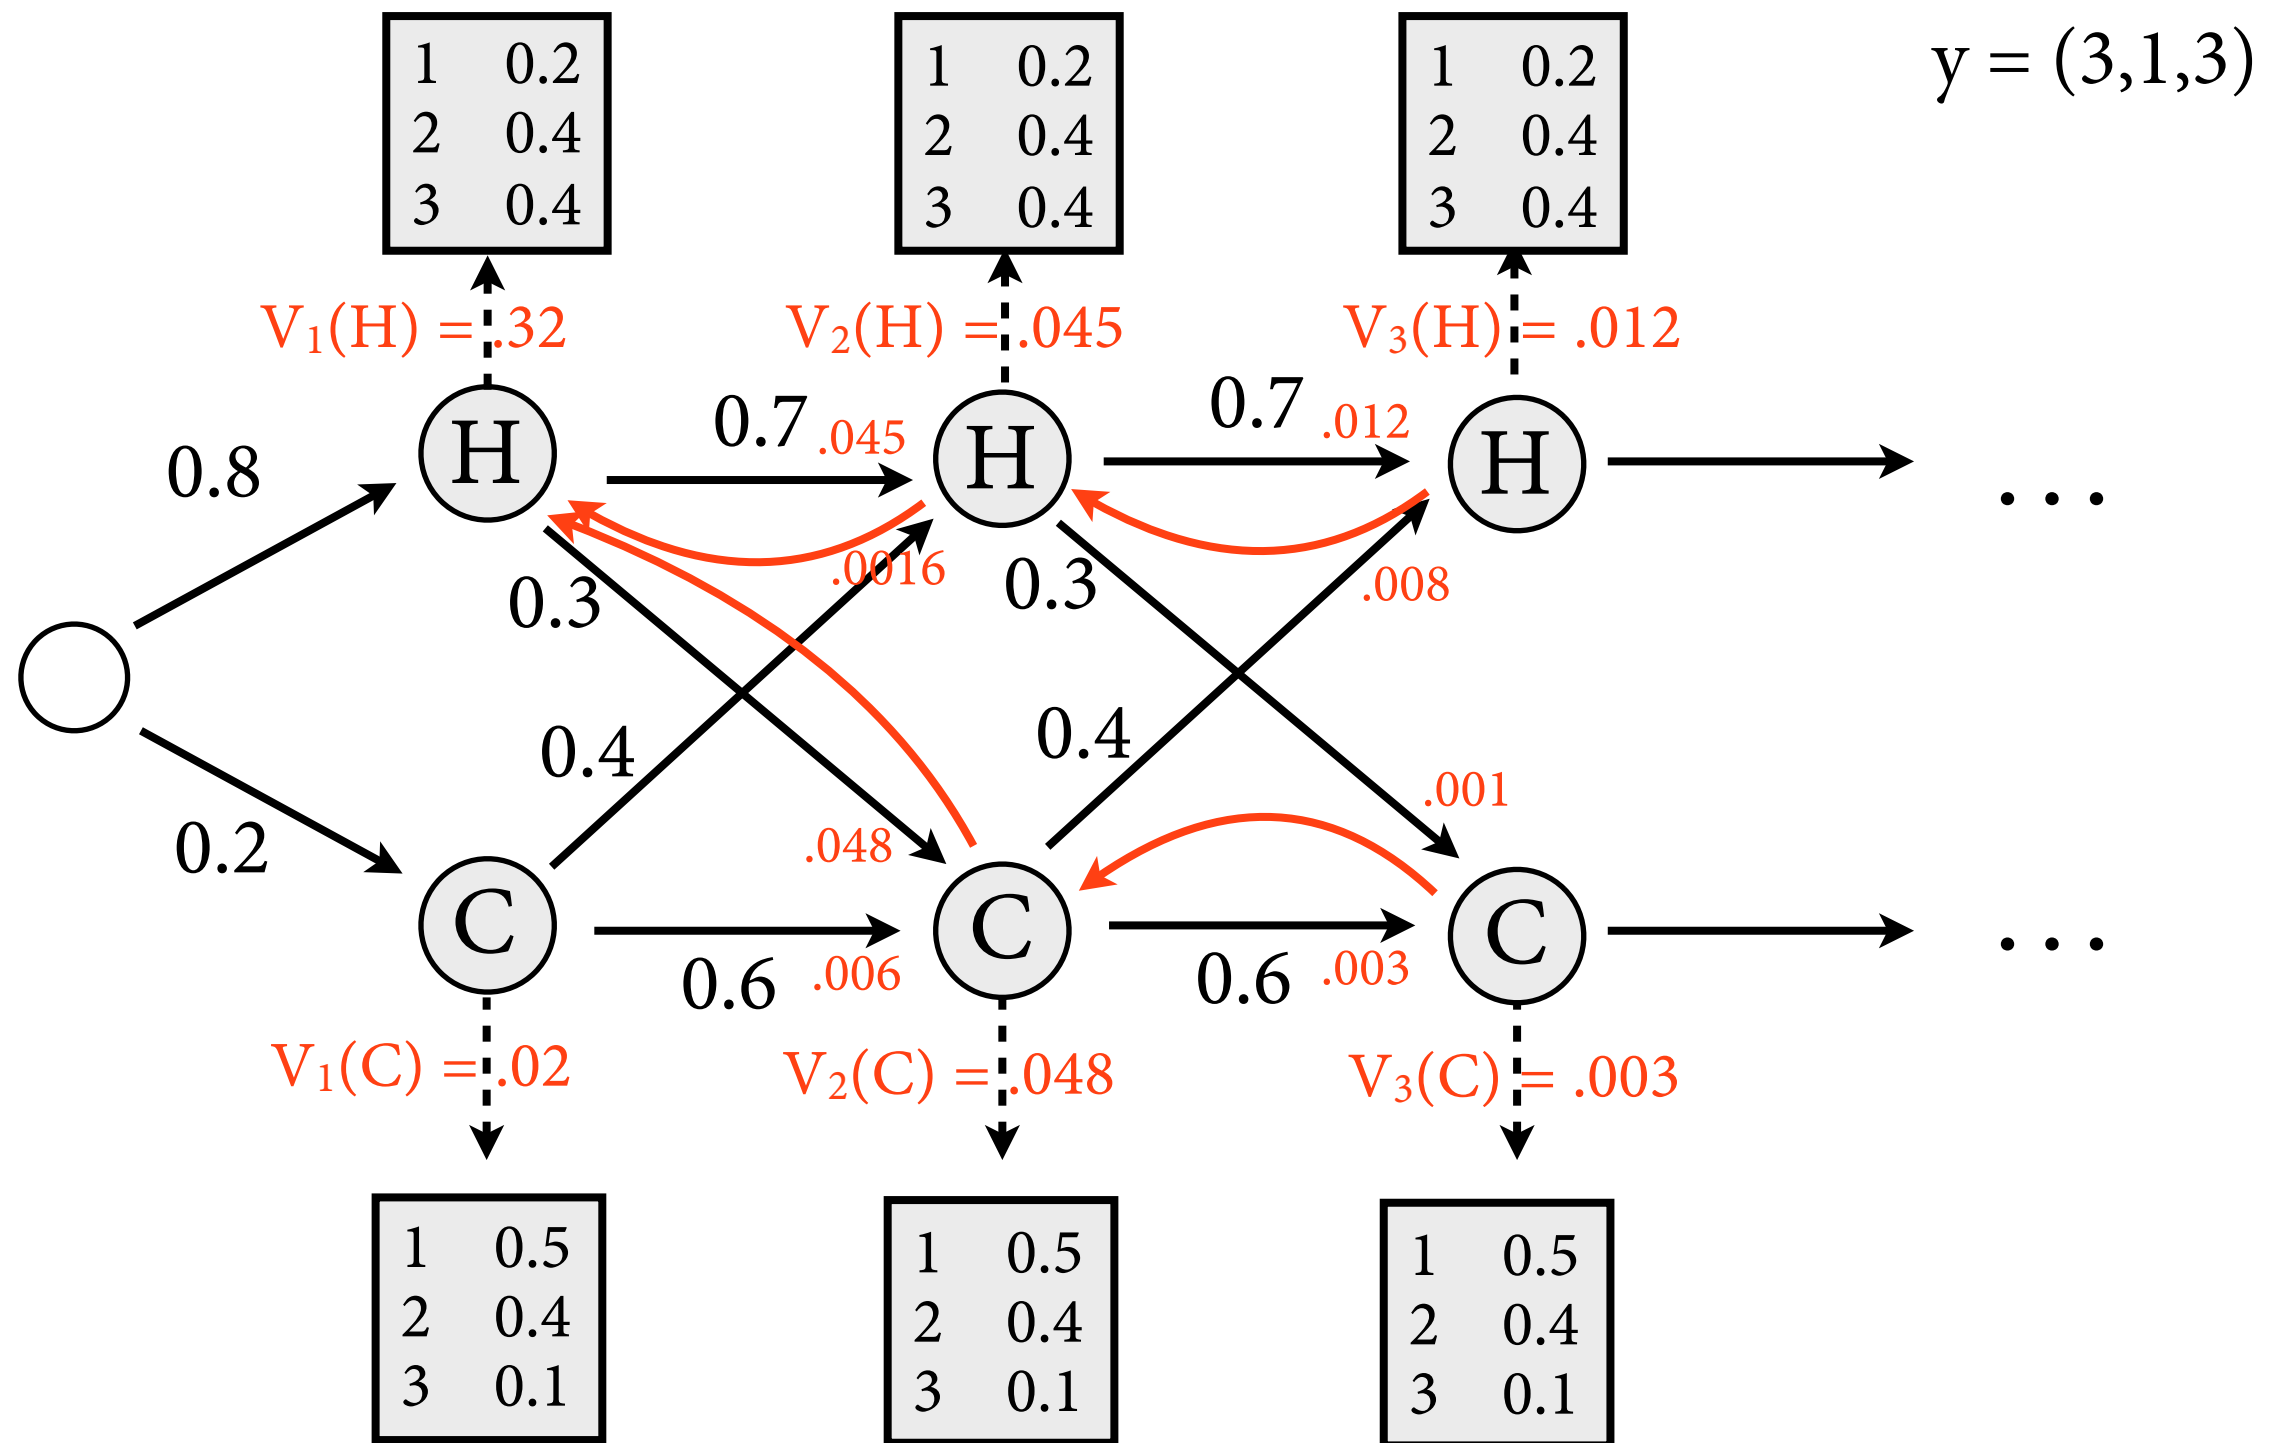 1 0.2
2 0.4
3 0.4
1 0.2
2 0.4
3 0.4
1 0.2
2 0.4
3 0.4
y = (3,1,3)
V₁(H) = .32
V₂(H) = .045
V₃(H) = .012
0.8
H
0.7
.045
H
0.7
.012
H
. . .
0.3
.0016
0.3
.008
0.4
0.4
.001
0.2
.048
C
C
C
. . .
0.6
.006
0.6
.003
V₁(C) = .02
V₂(C) = .048
V₃(C) = .003
1 0.5
2 0.4
3 0.1
1 0.5
2 0.4
3 0.1
1 0.5
2 0.4
3 0.1